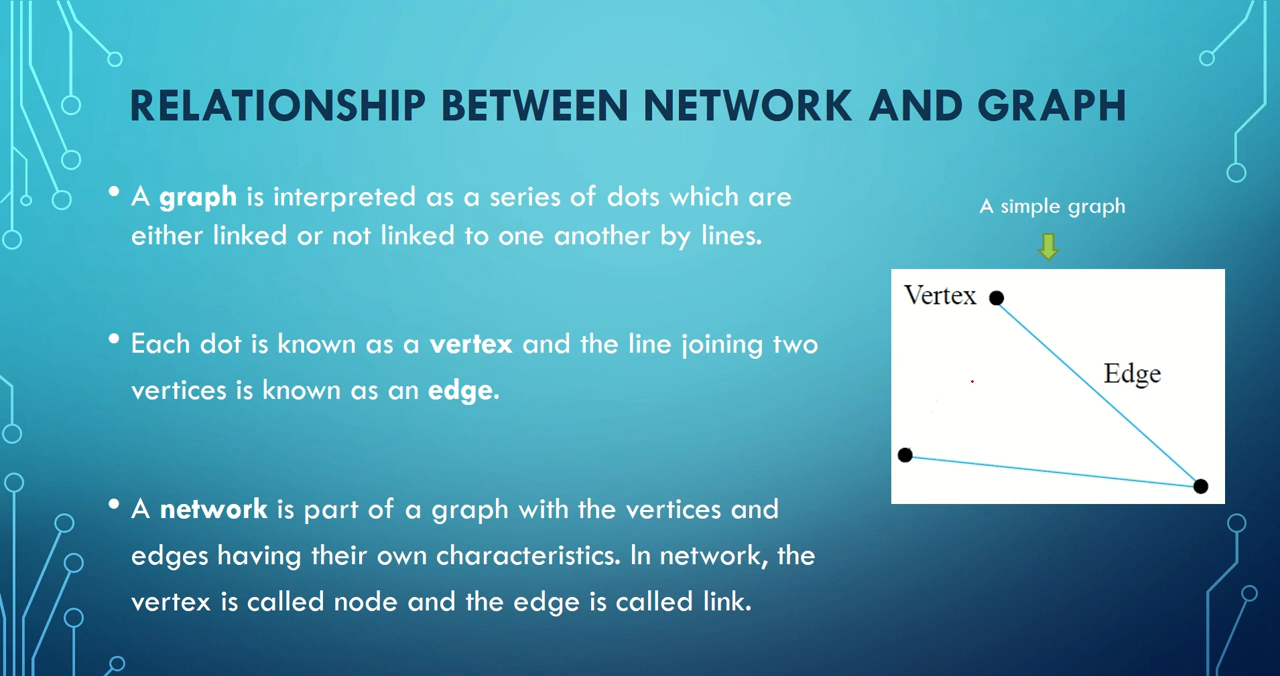 RELATIONSHIP BETWEEN NETWORK AND GRAPH
• A graph is interpreted as a series of dots which are
either linked or not linked to one another by lines.
• Each dot is known as a vertex and the line joining two
vertices is known as an edge.
• A network is part of a graph with the vertices and
edges having their own characteristics. In network, the
vertex is called node and the edge is called link.
A simple graph
Vertex
Edge